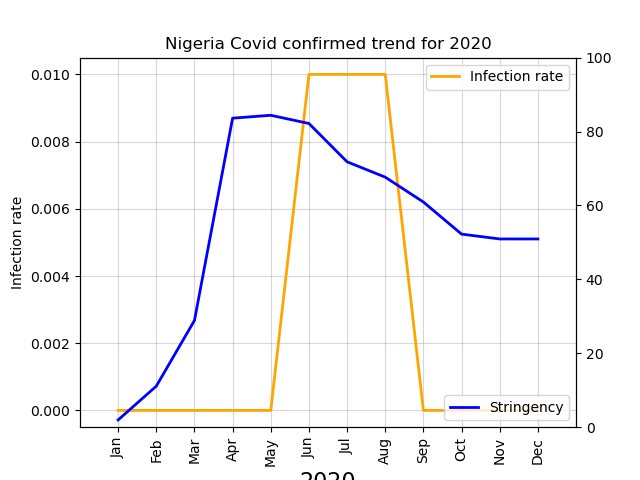 Nigeria Covid confirmed trend for 2020
Infection rate
0.010
0.008
0.006
0.004
0.002
0.000
Infection rate
100
80
60
40
20
0
Stringency
Jan
Feb
Mar
Apr
May
Jun
Jul
Aug
Sep
Oct
Nov
Dec
2020